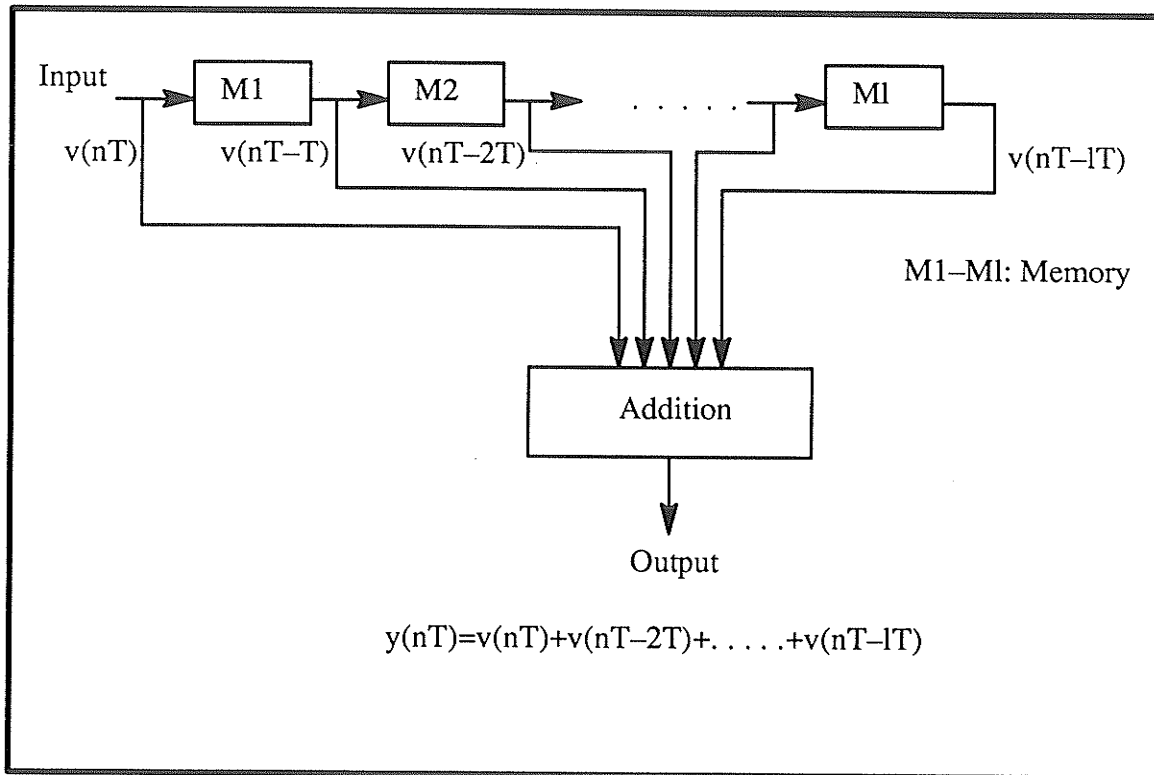 Input
M1
M2
. . . . .
Ml
v(nT)
v(nT–T)
v(nT–2T)
v(nT–lT)
M1–Ml: Memory
Addition
Output
y(nT)=v(nT)+v(nT–2T)+. . . . .+v(nT–lT)